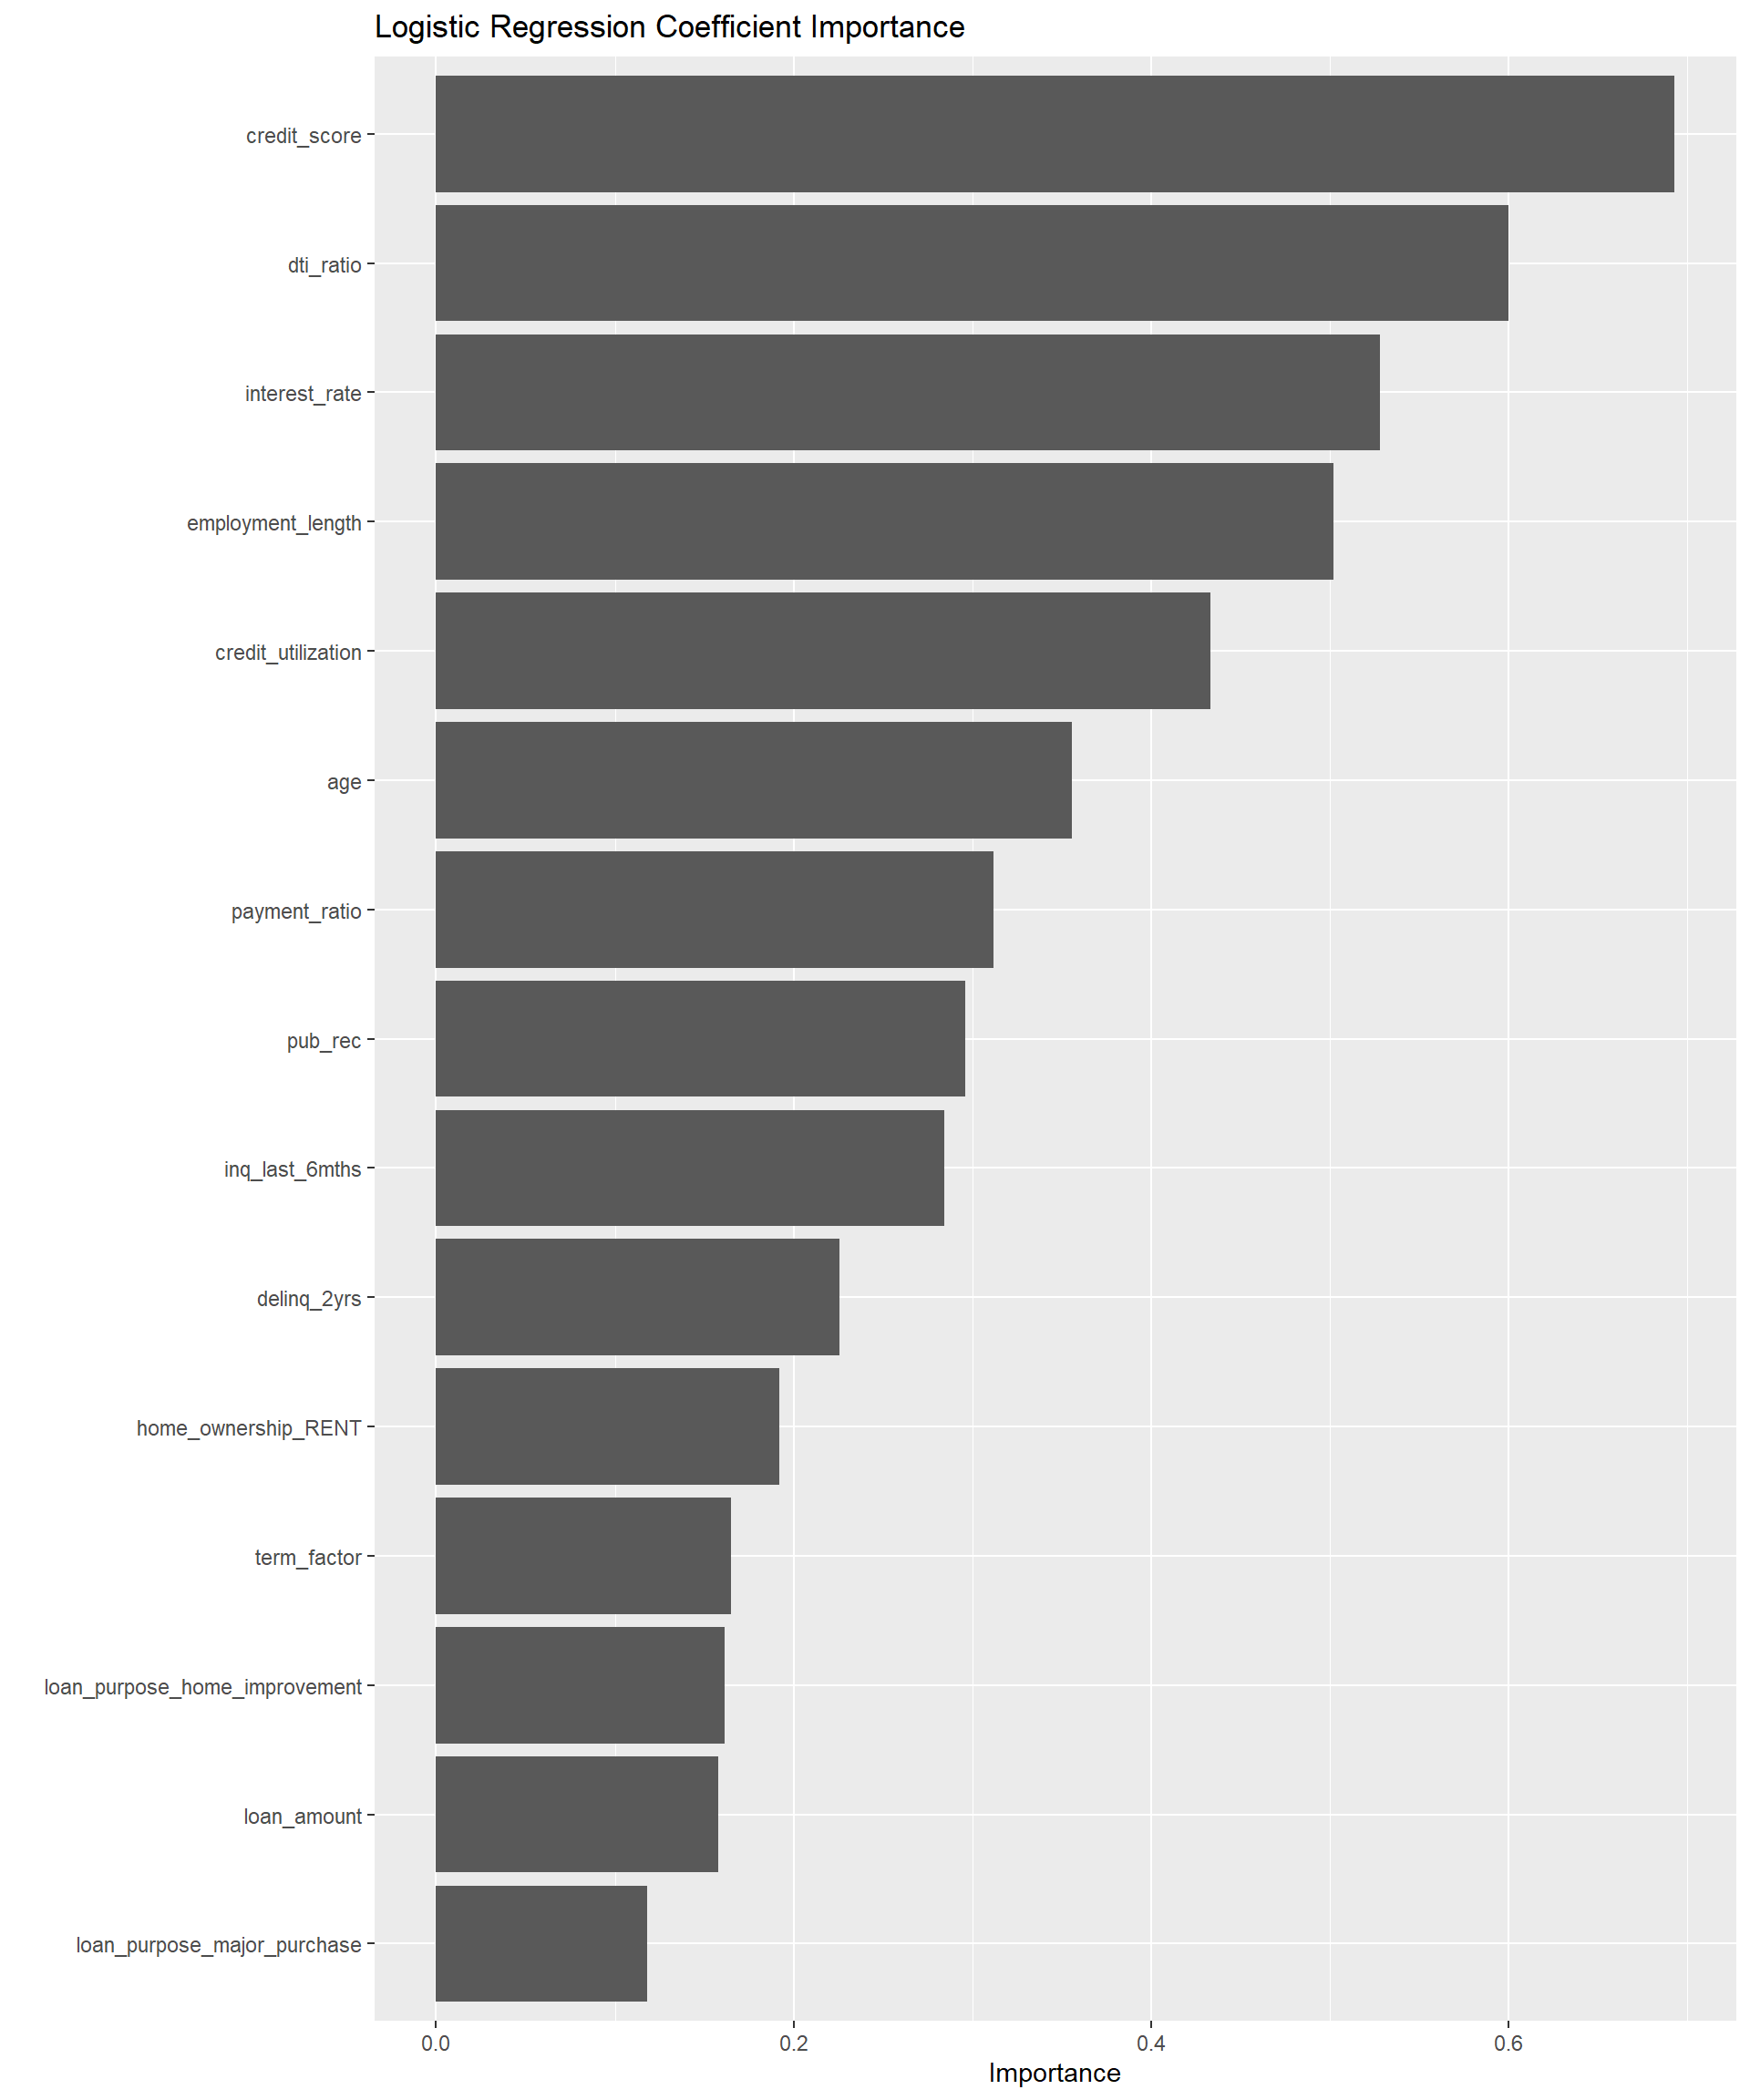 Logistic Regression Coefficient Importance
credit_score
dti_ratio
interest_rate
employment_length
credit_utilization
age
payment_ratio
pub_rec
inq_last_6mths
delinq_2yrs
home_ownership_RENT
term_factor
loan_purpose_home_improvement
loan_amount
loan_purpose_major_purchase
0.0 0.2 0.4 0.6
Importance